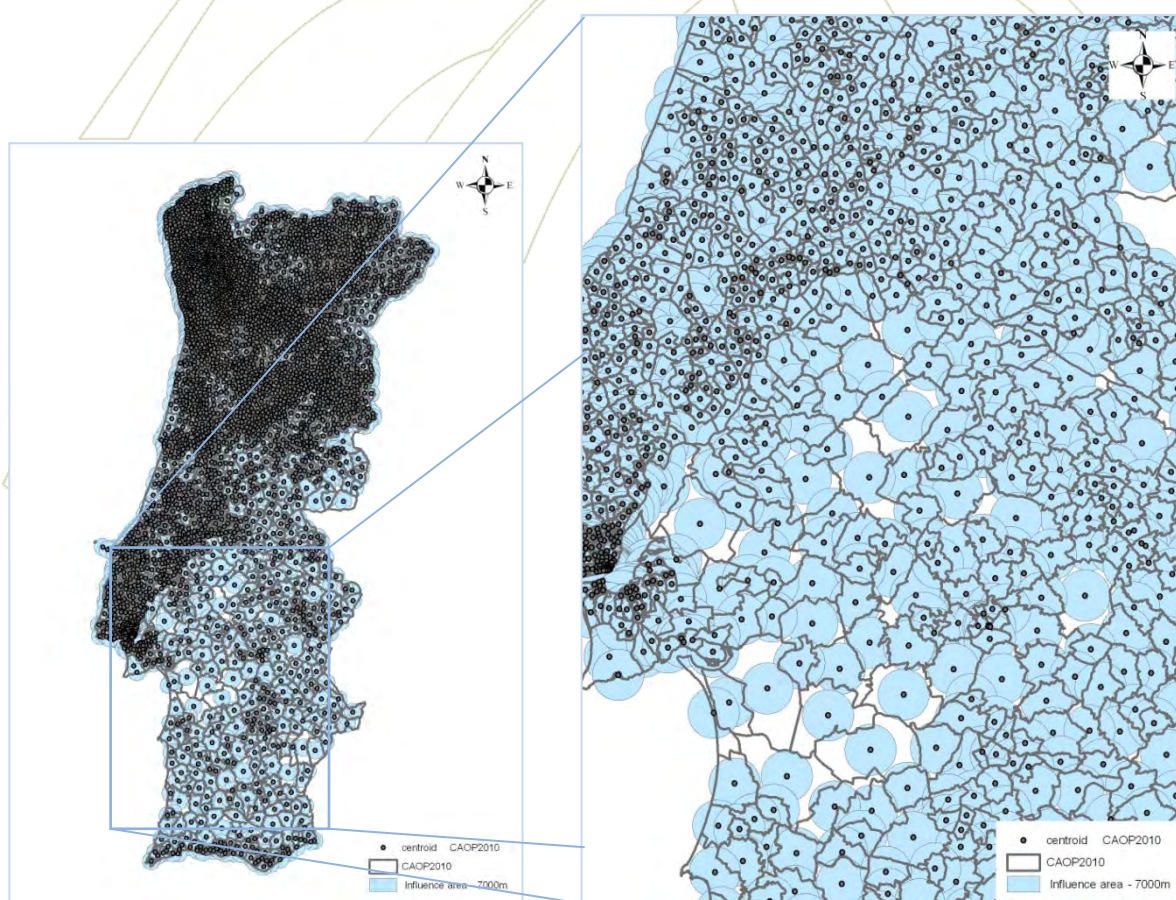 N
W E
S
centroid CAOP2010
CAOP2010
Influence area - 7000m
N
W E
S
centroid CAOP2010
CAOP2010
Influence area - 7000m